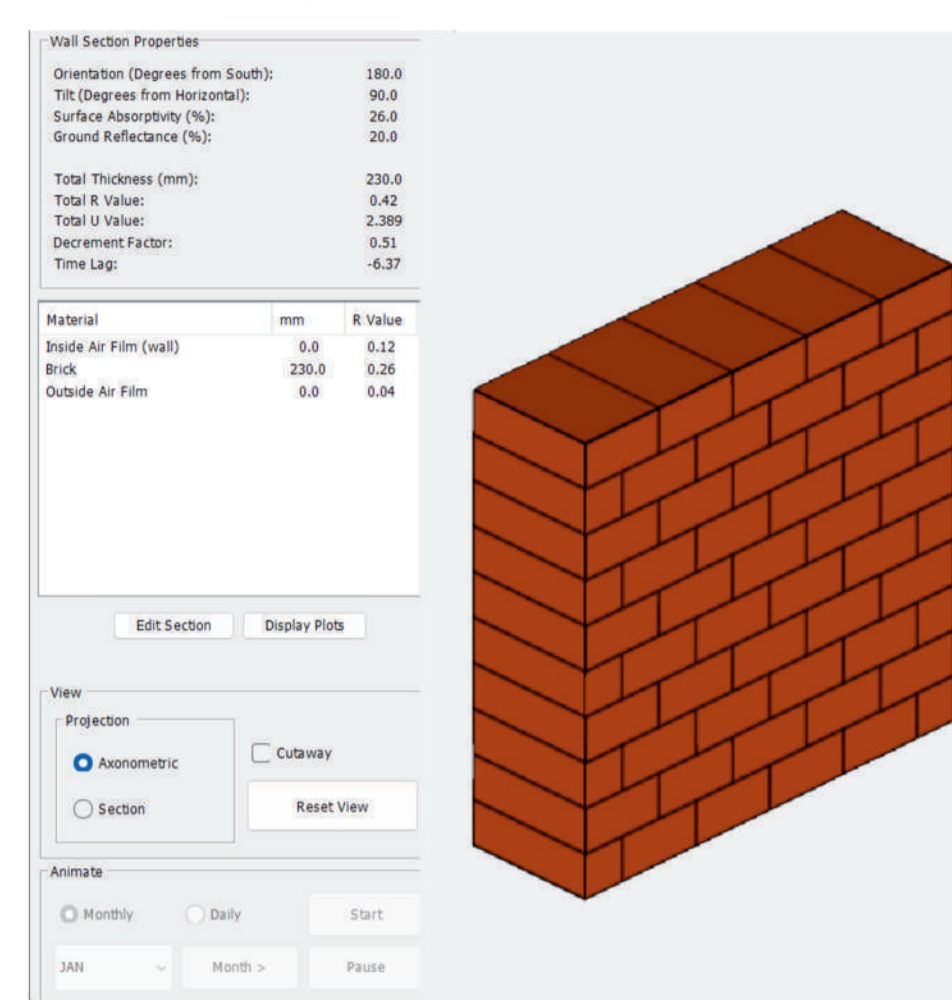 Wall Section Properties
Orientation (Degrees from South): 180.0
Tilt (Degrees from Horizontal): 90.0
Surface Absorptivity (%): 26.0
Ground Reflectance (%): 20.0
Total Thickness (mm): 230.0
Total R Value: 0.42
Total U Value: 2.389
Decrement Factor: 0.51
Time Lag: -6.37
Material mm R Value
Inside Air Film (wall) 0.0 0.12
Brick 230.0 0.26
Outside Air Film 0.0 0.04
Edit Section Display Plots
View
Projection
Axonometric
Cutaway
Section
Reset View
Animate
Monthly Daily Start
JAN Month > Pause